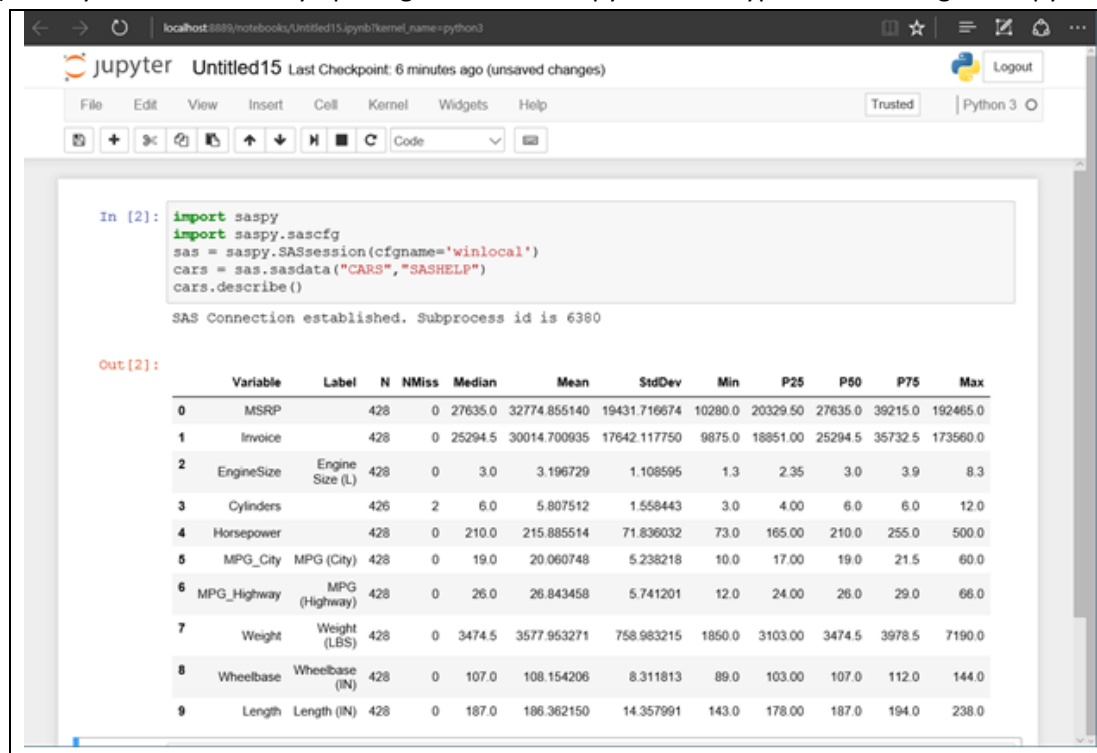 localhost:8889/notebooks/Untitled15.ipynb?kernel_name=python3
jupyter Untitled15 Last Checkpoint: 6 minutes ago (unsaved changes) Logout
File Edit View Insert Cell Kernel Widgets Help Trusted Python 3
Code
In [2]: import saspy
import saspy.sascfg
sas = saspy.SASsession(cfgname='winlocal')
cars = sas.sasdata("CARS","SASHELP")
cars.describe()
SAS Connection established. Subprocess id is 6380
Out[2]:
Variable Label N NMiss Median Mean StdDev Min P25 P50 P75 Max
0 MSRP 428 0 27635.0 32774.855140 19431.716674 10280.0 20329.50 27635.0 39215.0 192465.0
1 Invoice 428 0 25294.5 30014.700935 17642.117750 9875.0 18851.00 25294.5 35732.5 173560.0
2 EngineSize Engine Size (L) 428 0 3.0 3.196729 1.108595 1.3 2.35 3.0 3.9 8.3
3 Cylinders 426 2 6.0 5.807512 1.558443 3.0 4.00 6.0 6.0 12.0
4 Horsepower 428 0 210.0 215.885514 71.836032 73.0 165.00 210.0 255.0 500.0
5 MPG_City MPG (City) 428 0 19.0 20.060748 5.238218 10.0 17.00 19.0 21.5 60.0
6 MPG_Highway MPG (Highway) 428 0 26.0 26.843458 5.741201 12.0 24.00 26.0 29.0 66.0
7 Weight Weight (LBS) 428 0 3474.5 3577.953271 758.983215 1850.0 3103.00 3474.5 3978.5 7190.0
8 Wheelbase Wheelbase (IN) 428 0 107.0 108.154206 8.311813 89.0 103.00 107.0 112.0 144.0
9 Length Length (IN) 428 0 187.0 186.362150 14.357991 143.0 178.00 187.0 194.0 238.0